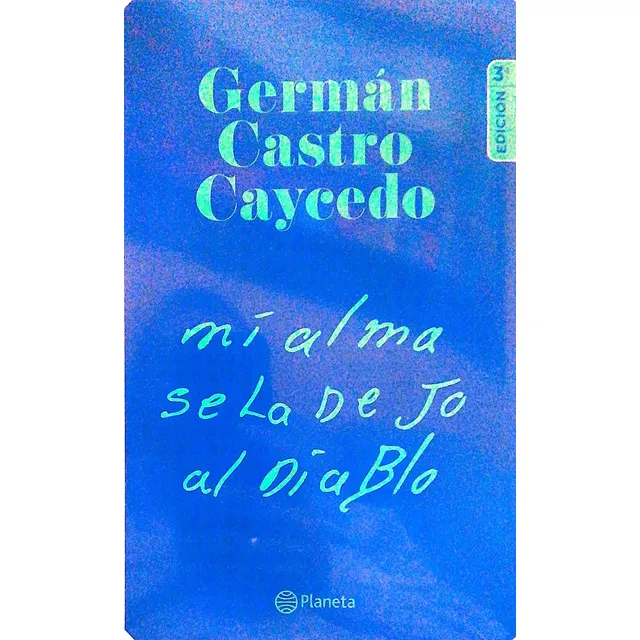 Germán
Castro
Caycedo
EDICIÓN 3
mi alma
se La De Jo
al DiaBlo
Planeta